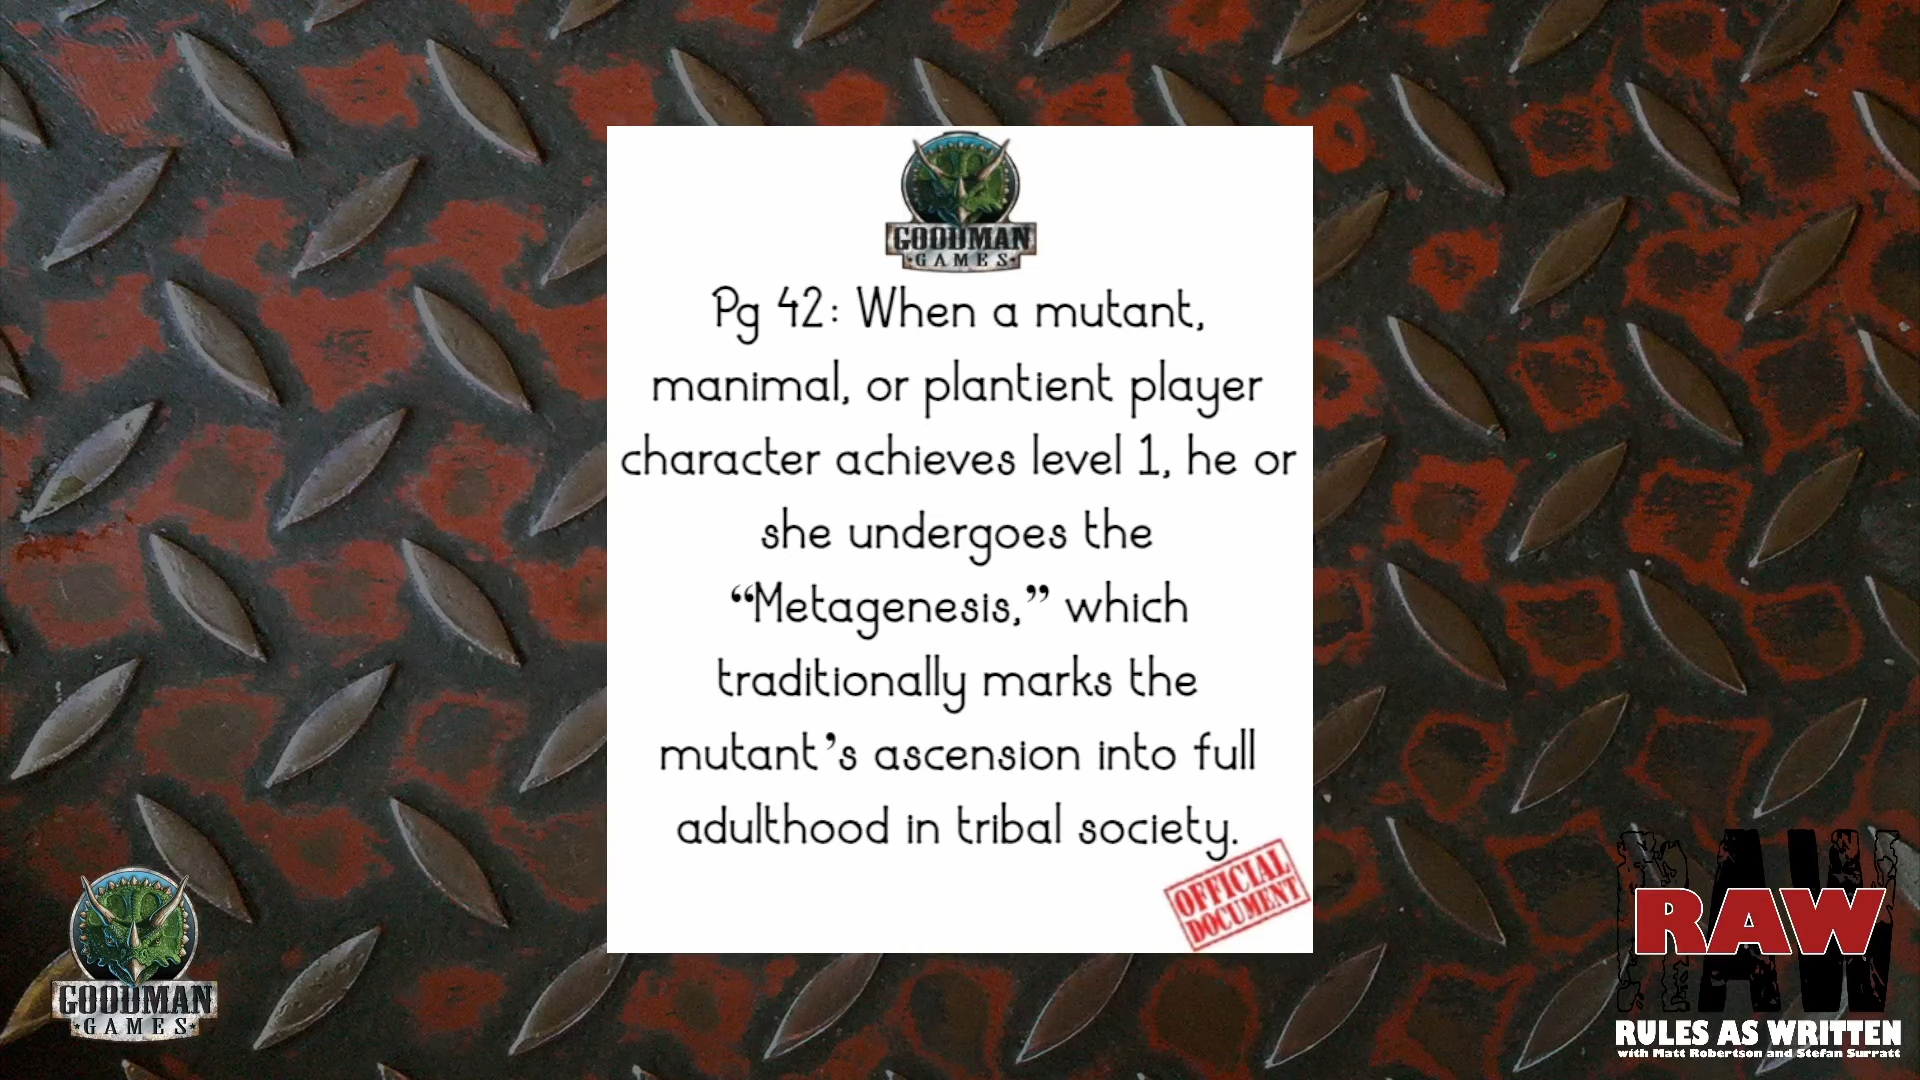 GOODMAN
GAMES
Pg 42: When a mutant,
manimal, or plantient player
character achieves level 1, he or
she undergoes the
“Metagenesis,” which
traditionally marks the
mutant’s ascension into full
adulthood in tribal society.
OFFICIAL
DOCUMENT
GOODMAN
GAMES
RAW
RAW
RULES AS WRITTEN
with Matt Robertson and Stefan Surratt